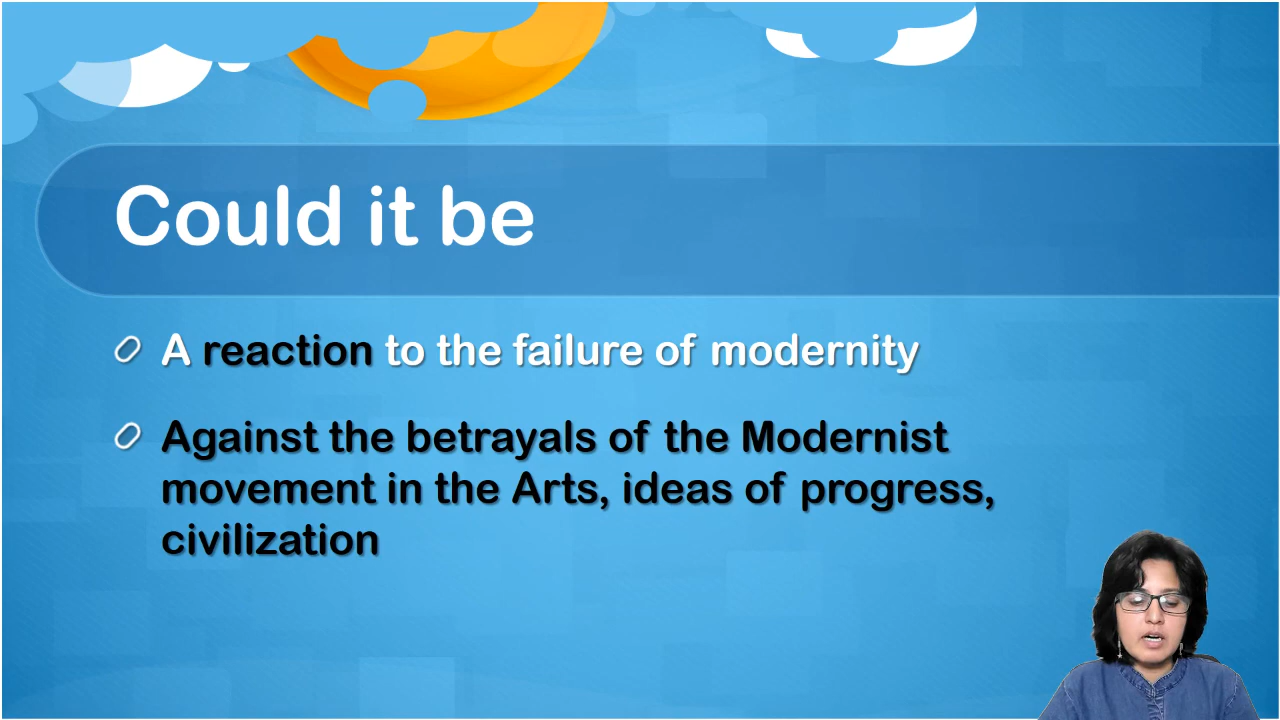 Could it be
A reaction to the failure of modernity
Against the betrayals of the Modernist
movement in the Arts, ideas of progress,
civilization